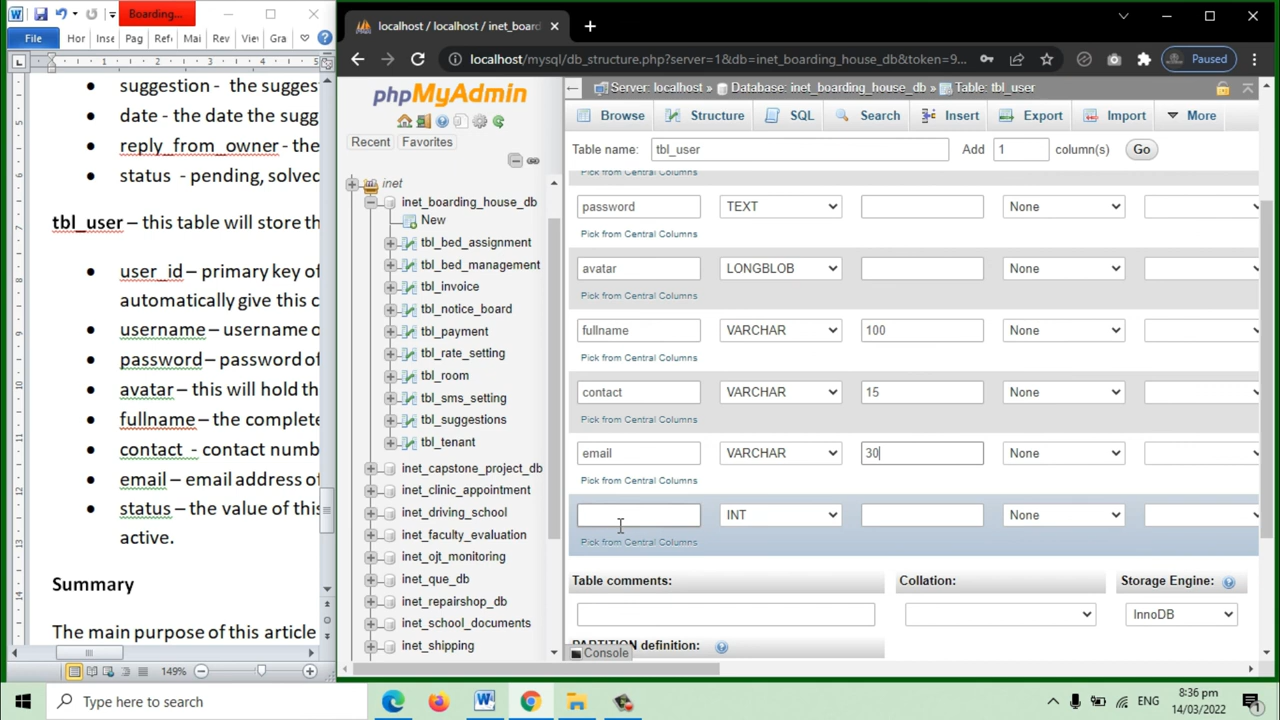 Boarding...
File
Hor
Inse
Pag
Refe
Mai
Rev
Viev
Gra
1 2 3 4 5
suggestion - the sugges
date - the date the sugg
reply_from_owner - the
status - pending, solved
tbl_user – this table will store th
user_id – primary key of
automatically give this c
username – username o
password – password of
avatar – this will hold th
fullname – the complete
contact - contact numb
email – email address of
status – the value of this
active.
Summary
The main purpose of this article
149%
localhost / localhost / inet_board
localhost/mysql/db_structure.php?server=1&db=inet_boarding_house_db&token=9...
Paused
phpMyAdmin
Recent
Favorites
inet
inet_boarding_house_db
New
tbl_bed_assignment
tbl_bed_management
tbl_invoice
tbl_notice_board
tbl_payment
tbl_rate_setting
tbl_room
tbl_sms_setting
tbl_suggestions
tbl_tenant
inet_capstone_project_db
inet_clinic_appointment
inet_driving_school
inet_faculty_evaluation
inet_ojt_monitoring
inet_que_db
inet_repairshop_db
inet_school_documents
inet_shipping
Server: localhost » Database: inet_boarding_house_db » Table: tbl_user
Browse
Structure
SQL
Search
Insert
Export
Import
More
Table name: tbl_user Add 1 column(s) Go
Pick from Central Columns
password TEXT None
Pick from Central Columns
avatar LONGBLOB None
Pick from Central Columns
fullname VARCHAR 100 None
Pick from Central Columns
contact VARCHAR 15 None
Pick from Central Columns
email VARCHAR 30 None
Pick from Central Columns
INT None
Pick from Central Columns
Table comments: Collation: Storage Engine:
InnoDB
PARTITION definition:
Console
Type here to search
ENG
8:36 pm
14/03/2022
1